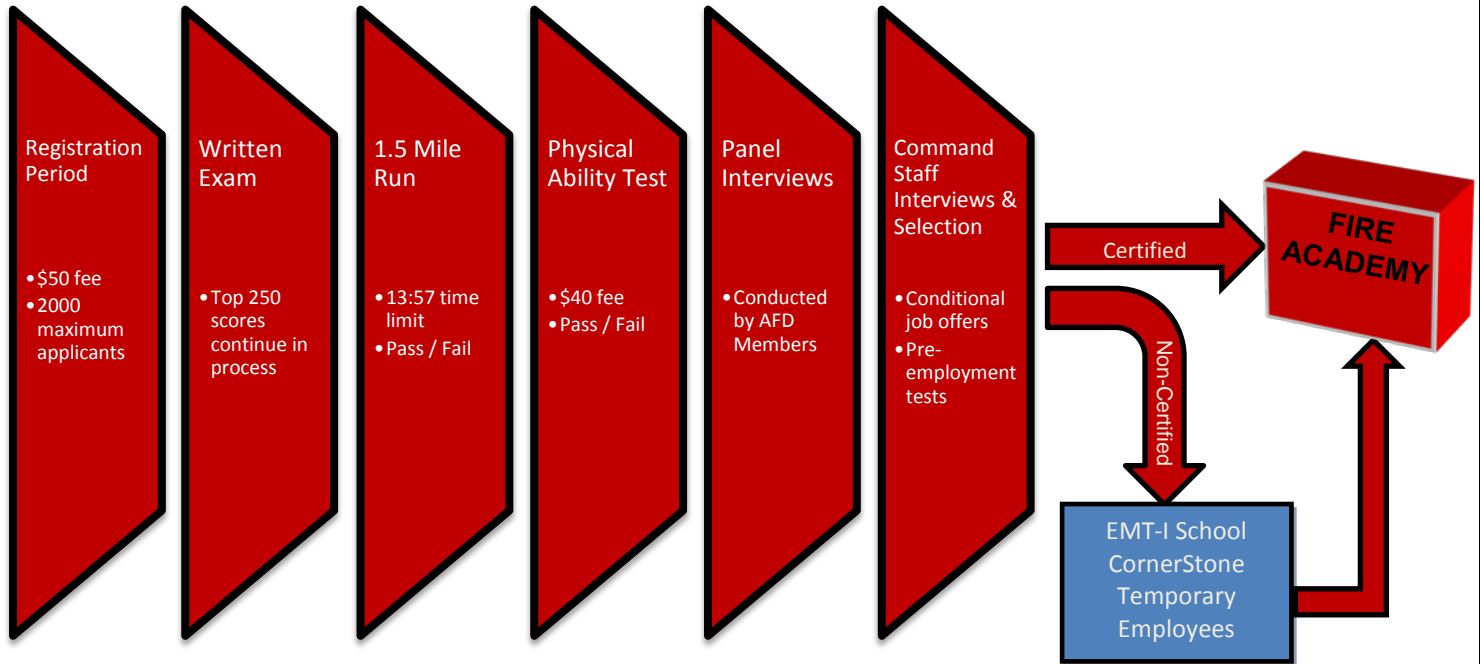 Registration
Period
•$50 fee
•2000
maximum
applicants
Written
Exam
•Top 250
scores
continue in
process
1.5 Mile
Run
•13:57 time
limit
•Pass / Fail
Physical
Ability Test
•$40 fee
•Pass / Fail
Panel
Interviews
•Conducted
by AFD
Members
Command
Staff
Interviews &
Selection
•Conditional
job offers
•Pre-
employment
tests
Certified
Non-Certified
FIRE
ACADEMY
EMT-I School
CornerStone
Temporary
Employees